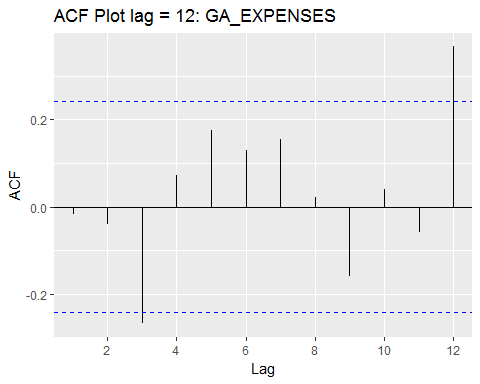 ACF Plot lag = 12: GA_EXPENSES
ACF
0.2
0.0
-0.2
2 4 6 8 10 12
Lag